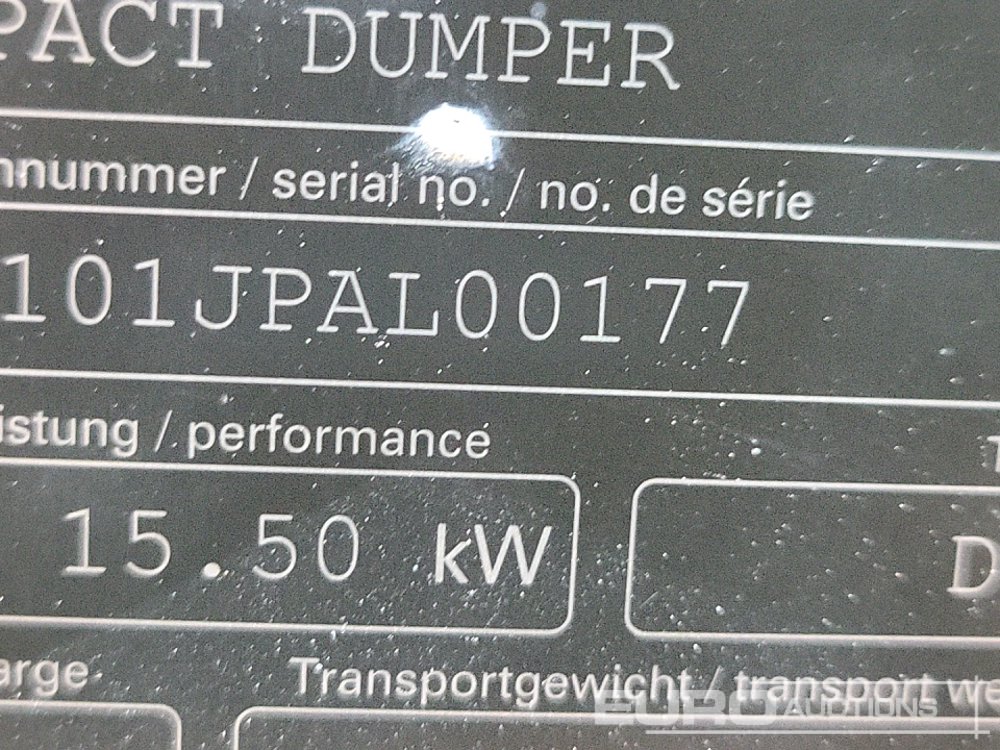 PACT DUMPER
nnummer / serial no. / no. de série
101JPAL00177
istung / performance
15.50 kW
D
arge
Transportgewicht / transport we
EURO AUCTIONS